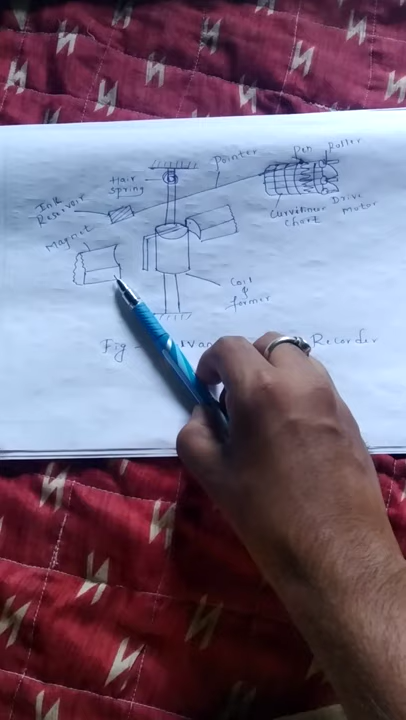 Pen
Roller
Pointer
Hair
spring
Ink
Reservoir
Magnet
Curvilinear
chart
Drive
motor
Coil
&
former
Fig
Recorder